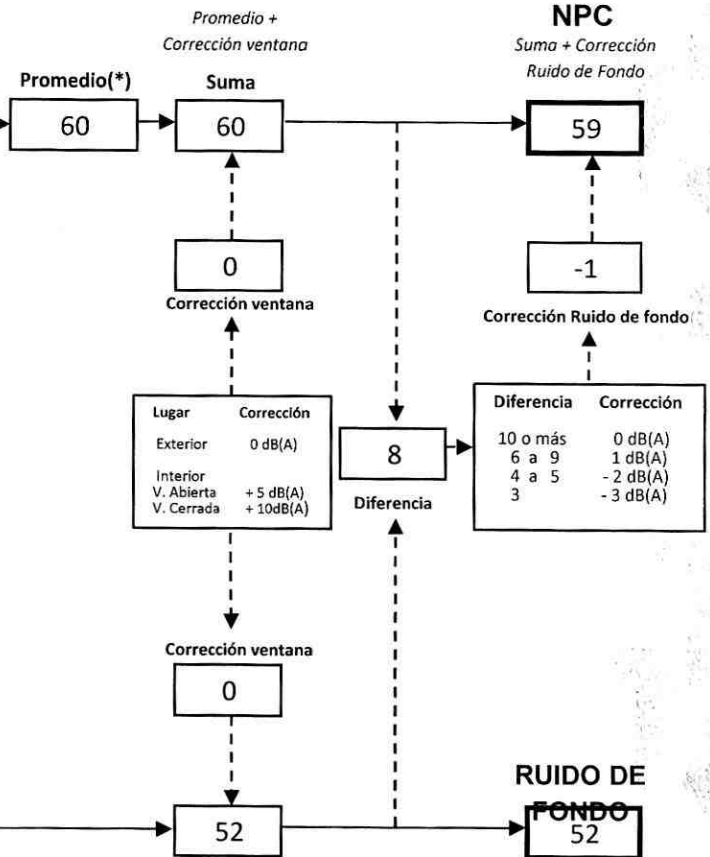 Promedio +
Corrección ventana
NPC
Suma + Corrección
Ruido de Fondo
Promedio(*)
Suma
60
60
59
0
-1
Corrección ventana
Corrección Ruido de fondo
Lugar Corrección
Exterior 0 dB(A)
Interior
V. Abierta + 5 dB(A)
V. Cerrada + 10dB(A)
8
Diferencia
Diferencia Corrección
10 o más 0 dB(A)
6 a 9 1 dB(A)
4 a 5 - 2 dB(A)
3 - 3 dB(A)
Corrección ventana
0
RUIDO DE
FONDO
52
52